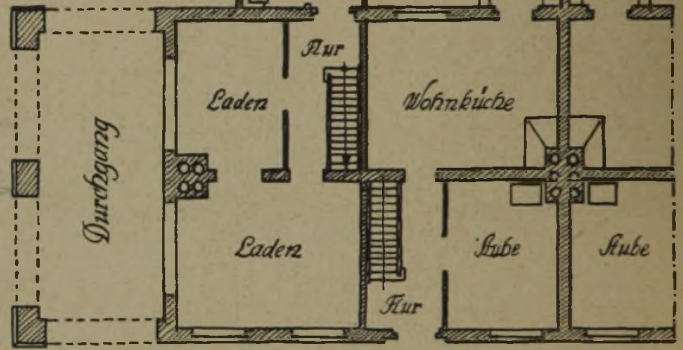 Flur
Laden
Wohnküche
Durchgang
Laden
Stube
Stube
Flur